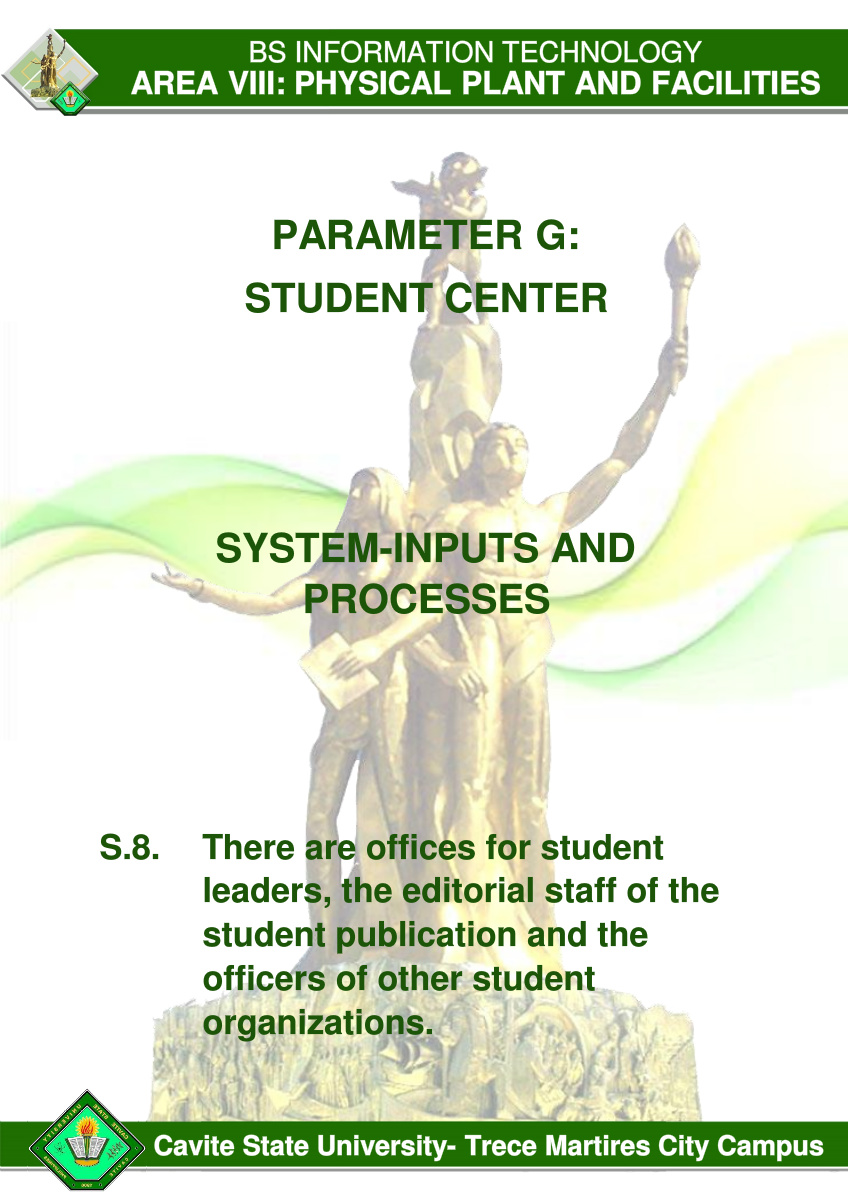 BS INFORMATION TECHNOLOGY
AREA VIII: PHYSICAL PLANT AND FACILITIES
PARAMETER G:
STUDENT CENTER
SYSTEM-INPUTS AND
PROCESSES
S.8. There are offices for student
leaders, the editorial staff of the
student publication and the
officers of other student
organizations.
Cavite State University- Trece Martires City Campus